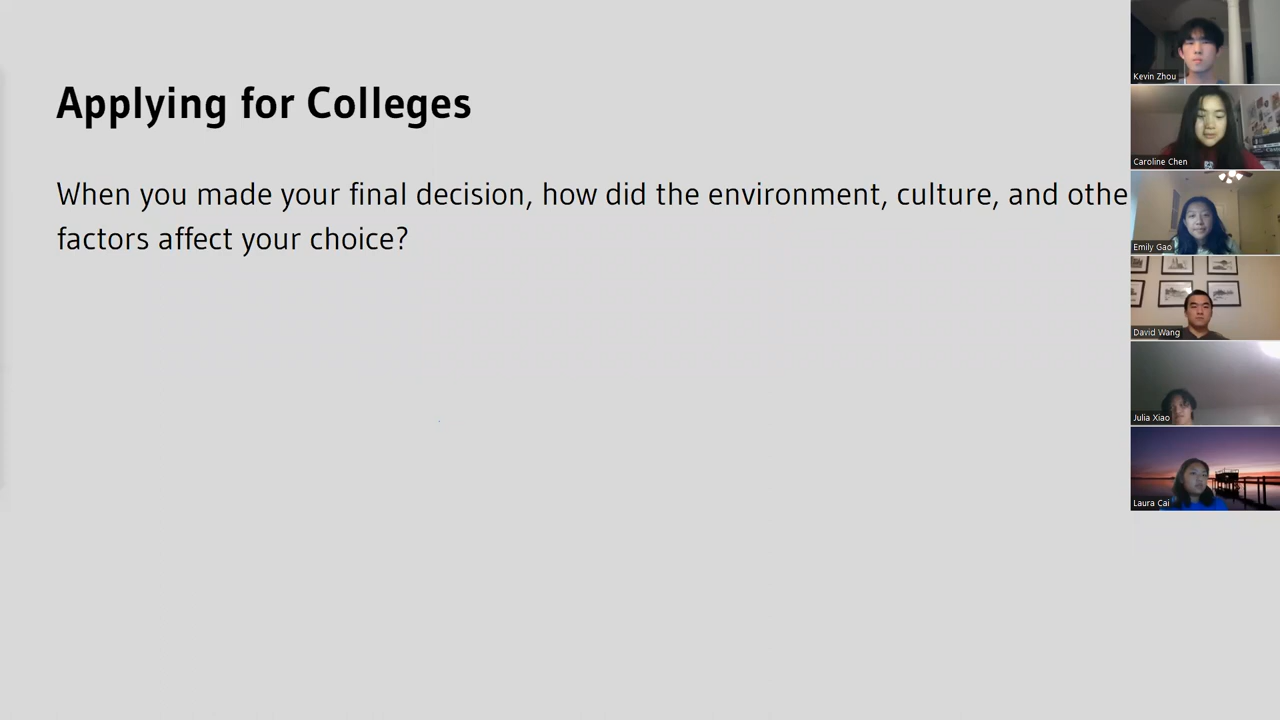 Applying for Colleges
When you made your final decision, how did the environment, culture, and othe
factors affect your choice?
Kevin Zhou
Caroline Chen
Emily Gao
David Wang
Julia Xiao
Laura Cai